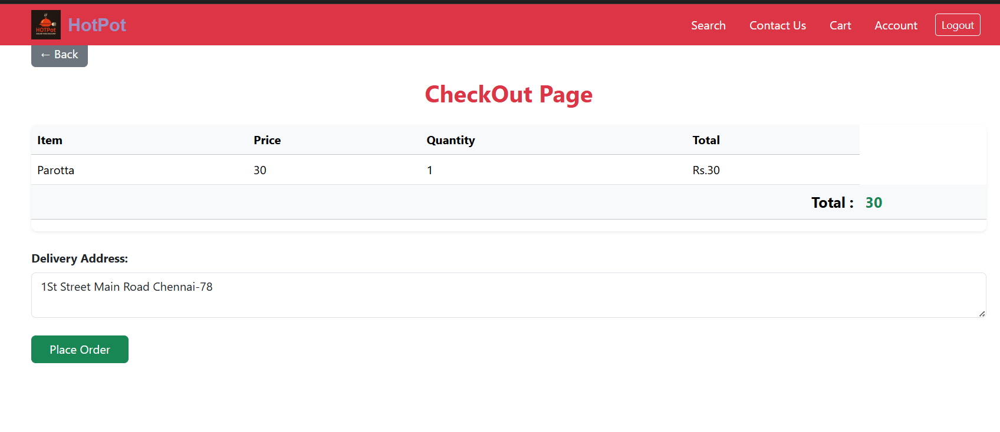 HOTPot
HotPot
Search
Contact Us
Cart
Account
Logout
← Back
CheckOut Page
Item Price Quantity Total
Parotta 30 1 Rs.30
Total : 30
Delivery Address:
1St Street Main Road Chennai-78
Place Order